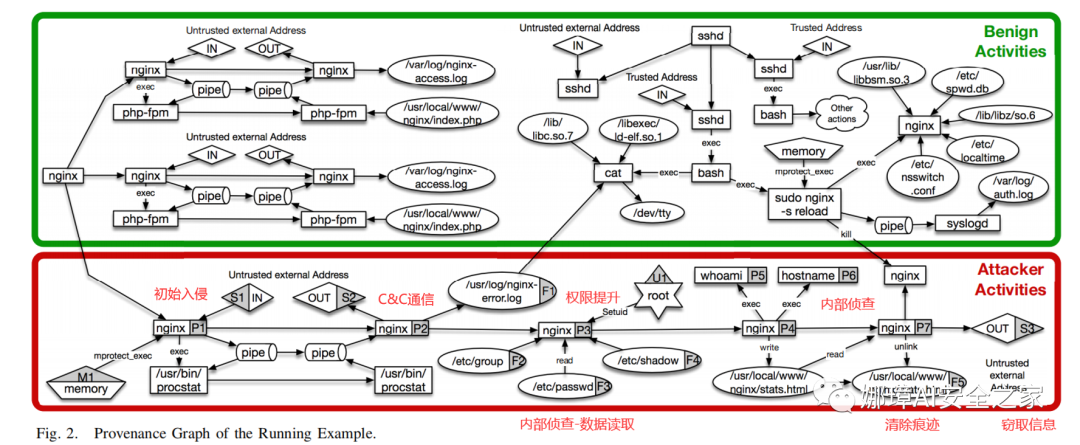 Benign
Activities
Untrusted external Address
IN
OUT
nginx
nginx
/var/log/nginx-
access.log
exec
pipe
pipe
php-fpm
php-fpm
/usr/local/www/
nginx/index.php
Untrusted external Address
IN
OUT
nginx
nginx
nginx
/var/log/nginx-
access.log
exec
pipe
pipe
php-fpm
php-fpm
/usr/local/www/
nginx/index.php
Untrusted external Address
IN
sshd
sshd
Trusted Address
IN
sshd
exec
Trusted Address
IN
sshd
exec
bash
Other
actions
/lib/
libc.so.7
/libexec/
ld-elf.so.1
cat
exec
bash
exec
/dev/tty
memory
mprotect_exec
sudo nginx
-s reload
exec
/usr/lib/
libbsm.so.3
/etc/
spwd.db
/lib/libz/so.6
nginx
/etc/
localtime
/etc/
nsswitch
.conf
/var/log/
auth.log
pipe
syslogd
kill
Attacker
Activities
初始入侵
Untrusted external Address
S1 IN
OUT S2
C&C通信
/usr/log/nginx-
error.log
F1
权限提升
U1
root
Setuid
whoami P5
hostname P6
nginx
exec
exec
内部侦查
nginx P1
nginx P2
nginx P3
nginx P4
nginx P7
OUT S3
mprotect_exec
exec
pipe
pipe
M1
memory
/usr/bin/
procstat
/usr/bin/
procstat
/etc/group F2
read
/etc/shadow F4
/etc/passwd F3
write
read
unlink
/usr/local/www/
nginx/stats.html
/usr/local/www/
F5
Untrusted
external
娜璋AI安全之家
内部侦查-数据读取
清除痕迹
窃取信息
Fig. 2. Provenance Graph of the Running Example.